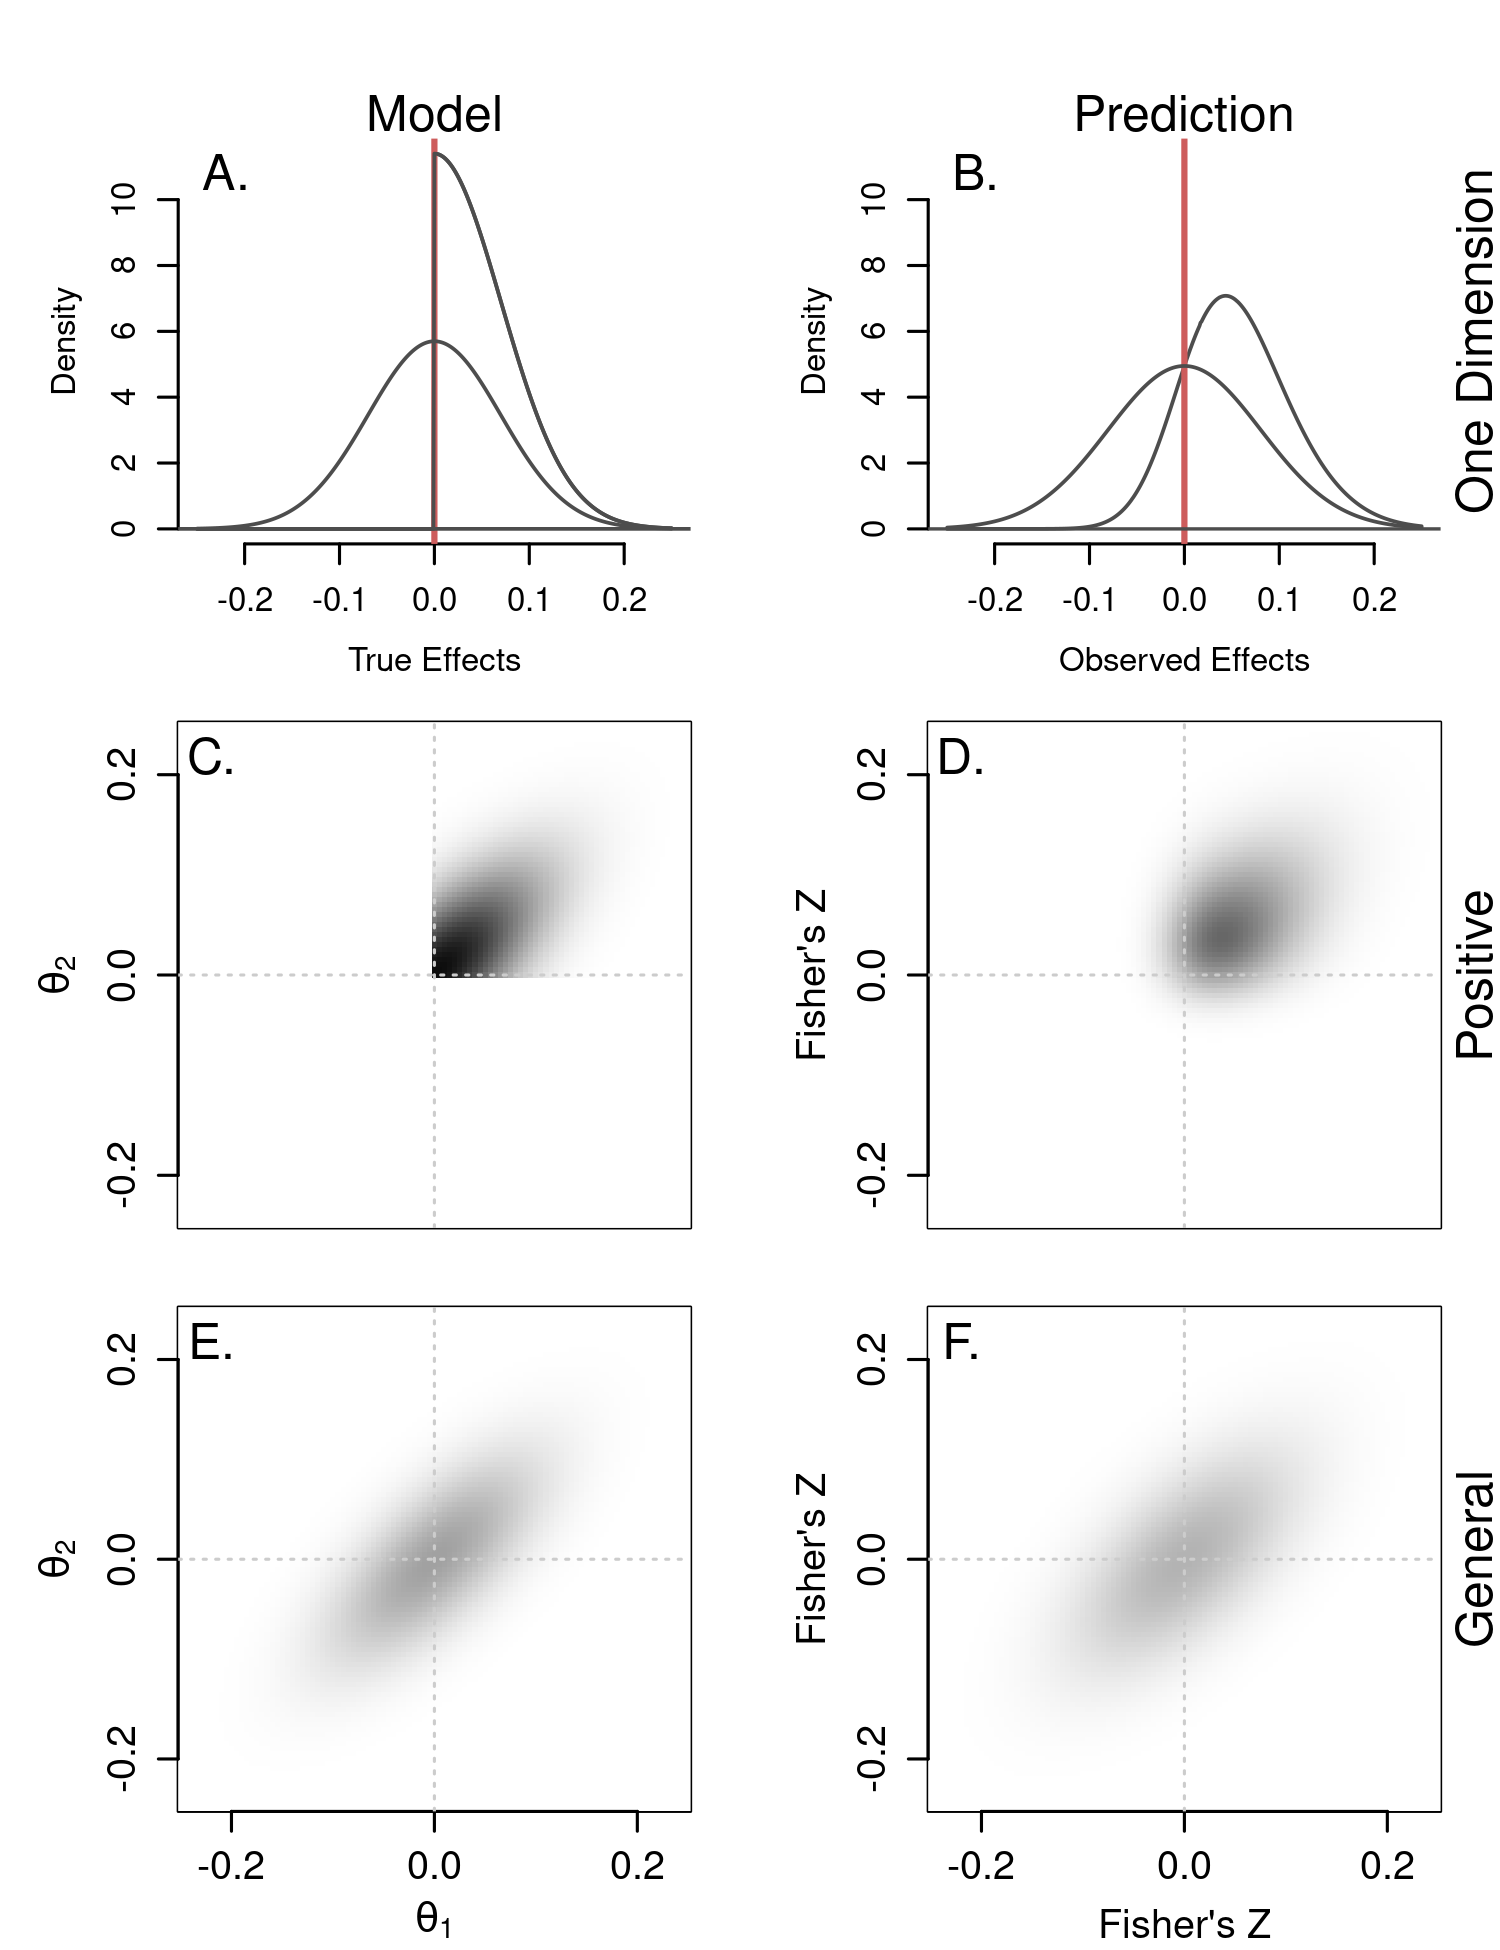 Model
Prediction
A.
Density
0 2 4 6 8 10
-0.2 -0.1 0.0 0.1 0.2
True Effects
B.
Density
0 2 4 6 8 10
-0.2 -0.1 0.0 0.1 0.2
Observed Effects
One Dimension
C.
θ2
-0.2 0.0 0.2
D.
Fisher's Z
-0.2 0.0 0.2
Positive
E.
θ2
-0.2 0.0 0.2
-0.2 0.0 0.2
θ1
F.
Fisher's Z
-0.2 0.0 0.2
-0.2 0.0 0.2
Fisher's Z
General